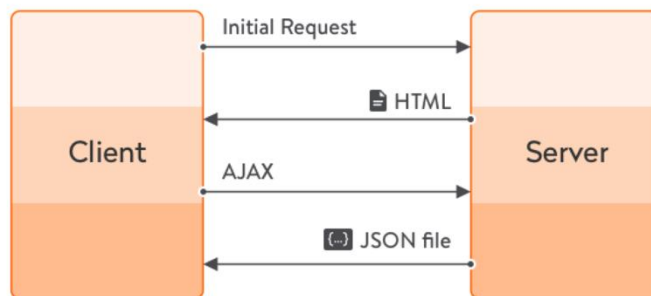 Initial Request
HTML
Client
Server
AJAX
{...} JSON file